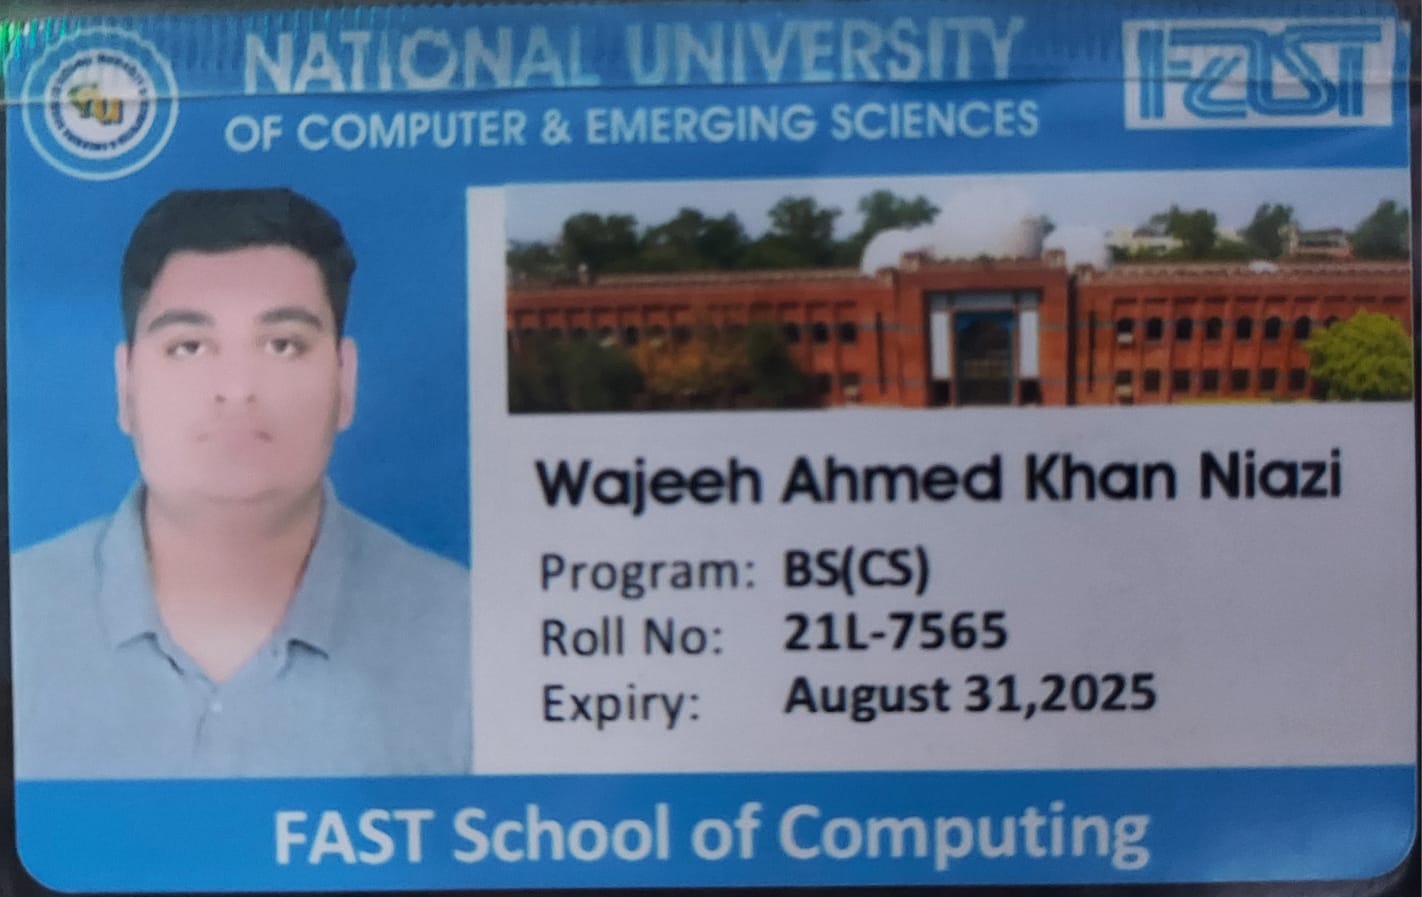 NATIONAL UNIVERSITY
OF COMPUTER & EMERGING SCIENCES
FAST
Wajeeh Ahmed Khan Niazi
Program: BS(CS)
Roll No: 21L-7565
Expiry: August 31,2025
FAST School of Computing